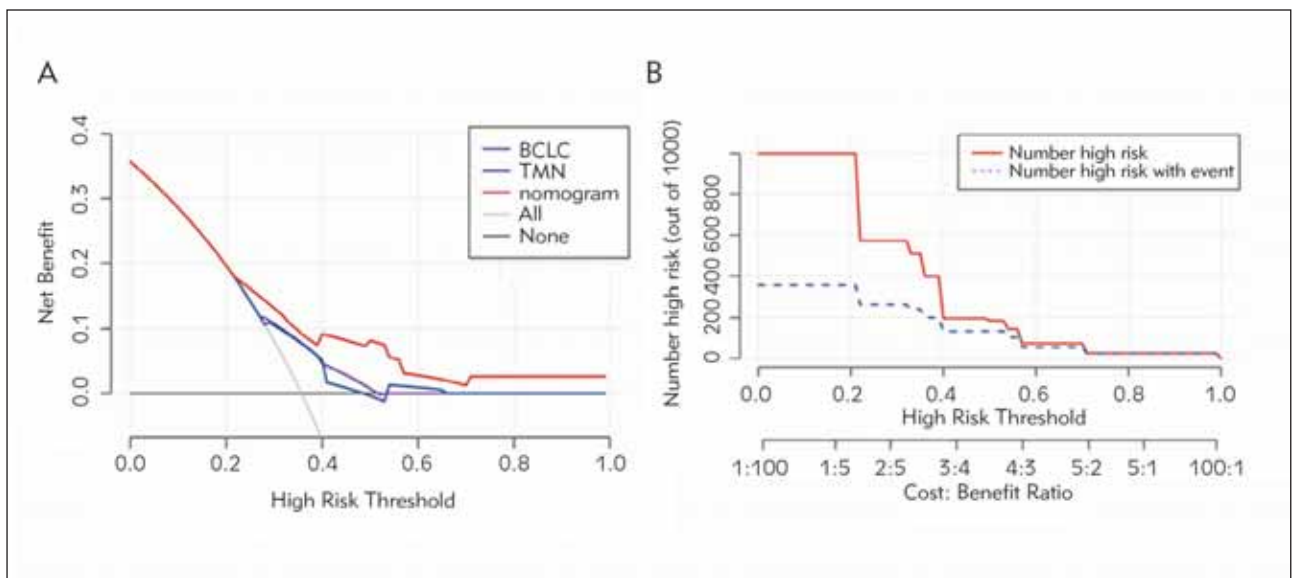 A
Net Benefit
0.4
0.3
0.2
0.1
0.0
BCLC
TMN
nomogram
All
None
0.0 0.2 0.4 0.6 0.8 1.0
High Risk Threshold
B
Number high risk (out of 1000)
800
600
400
200
0
Number high risk
Number high risk with event
0.0 0.2 0.4 0.6 0.8 1.0
High Risk Threshold
1:100 1:5 2:5 3:4 4:3 5:2 5:1 100:1
Cost: Benefit Ratio